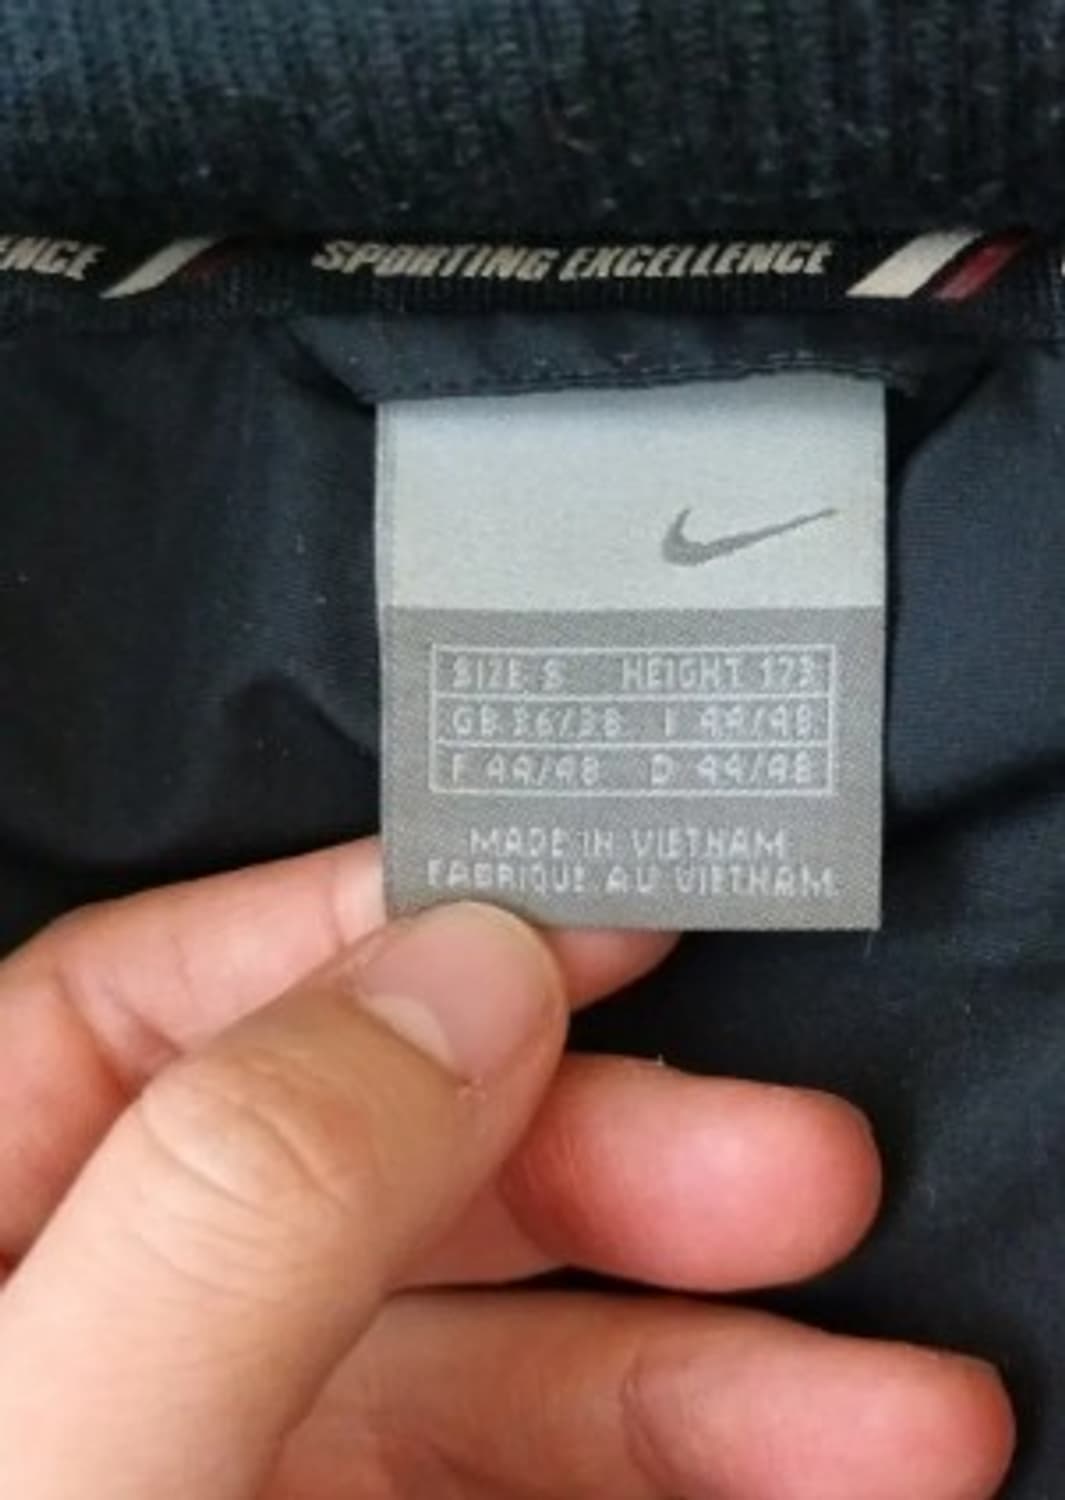 ENCE
SPORTING EXCELLENCE
SIZE S HEIGHT 173
GB 36/38 I 44/48
F 44/48 D 44/48
MADE IN VIETNAM
FABRIQUE AU VIETNAM